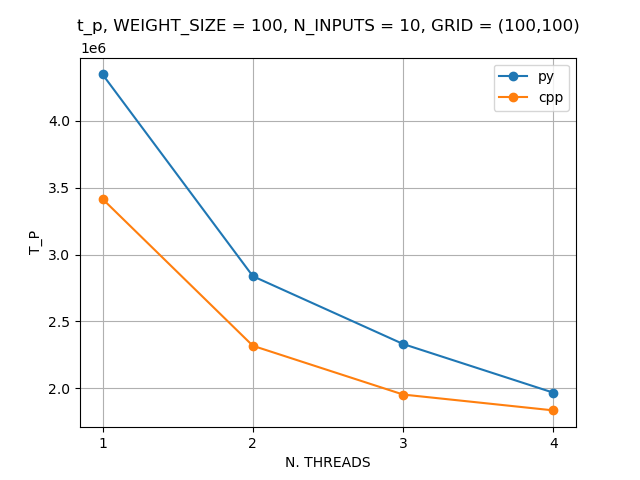 t_p, WEIGHT_SIZE = 100, N_INPUTS = 10, GRID = (100,100)
1e6
py
cpp
4.0
3.5
3.0
2.5
2.0
T_P
1 2 3 4
N. THREADS